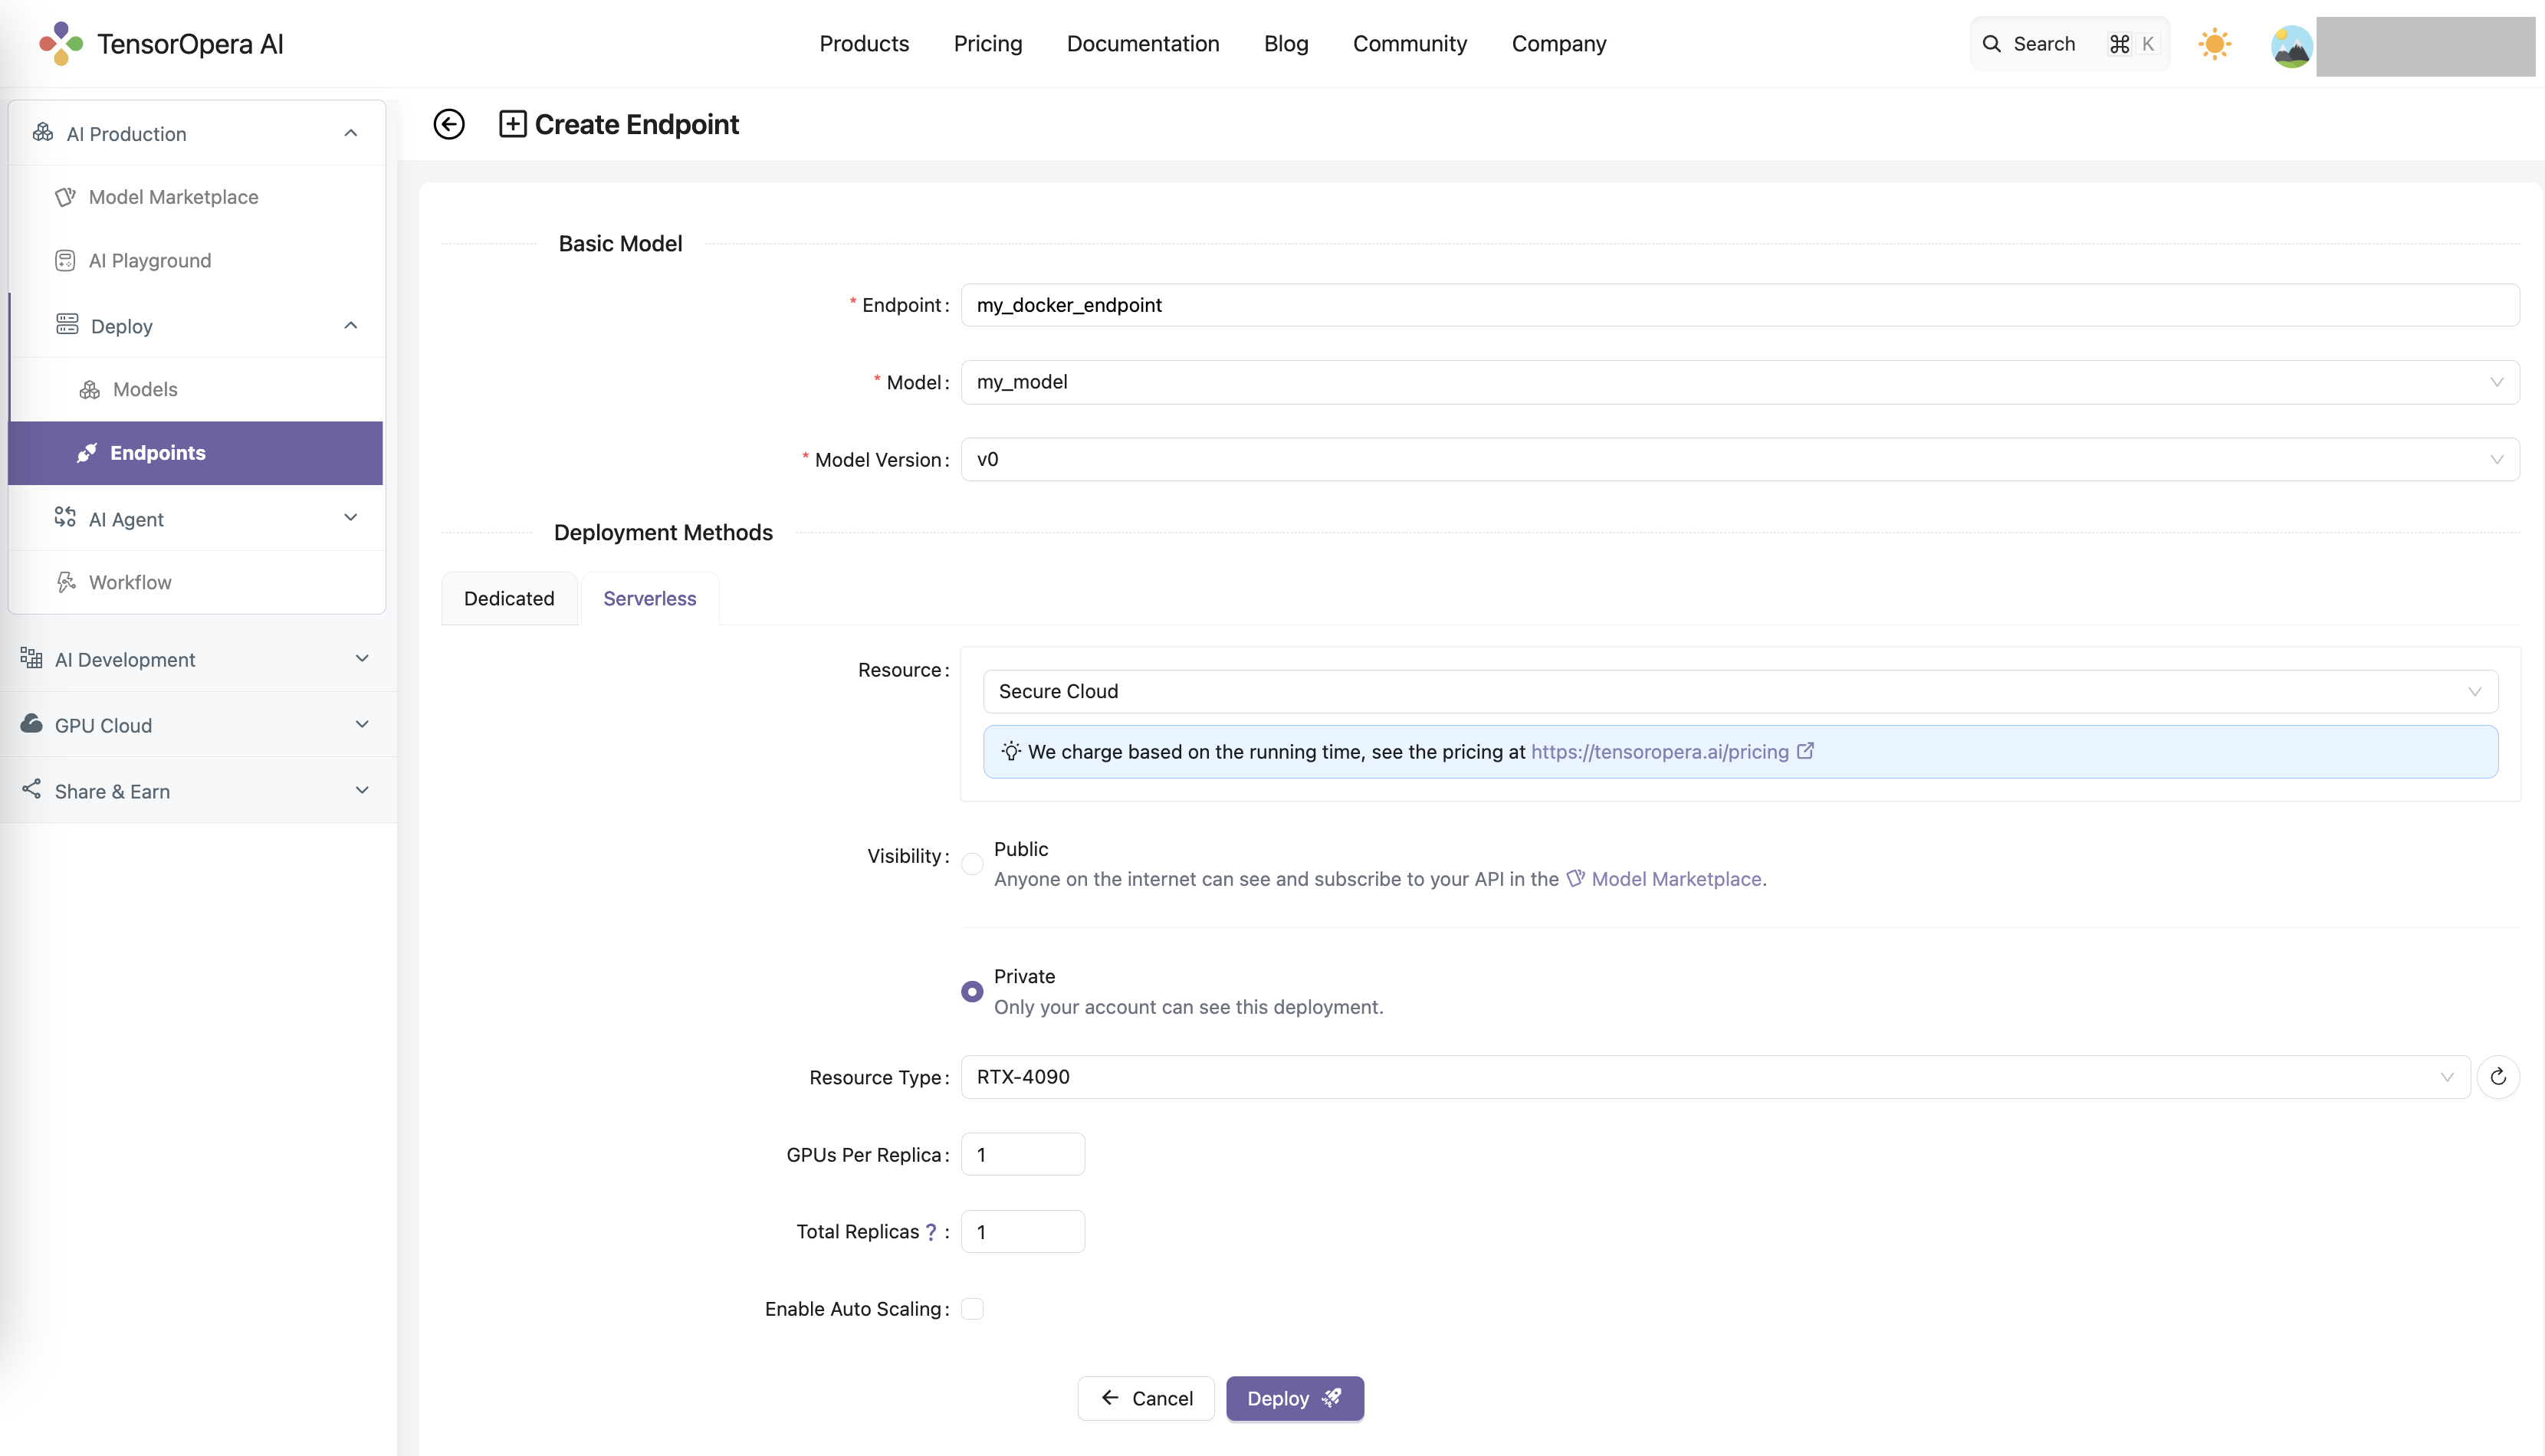 TensorOpera AI
Products
Pricing
Documentation
Blog
Community
Company
Search
⌘ K
AI Production
Model Marketplace
AI Playground
Deploy
Models
Endpoints
AI Agent
Workflow
AI Development
GPU Cloud
Share & Earn
Create Endpoint
Basic Model
* Endpoint: my_docker_endpoint
* Model: my_model
* Model Version: v0
Deployment Methods
Dedicated
Serverless
Resource: Secure Cloud
We charge based on the running time, see the pricing at https://tensoropera.ai/pricing
Visibility: Public
Anyone on the internet can see and subscribe to your API in the Model Marketplace.
Private
Only your account can see this deployment.
Resource Type: RTX-4090
GPUs Per Replica: 1
Total Replicas ? : 1
Enable Auto Scaling:
Cancel
Deploy